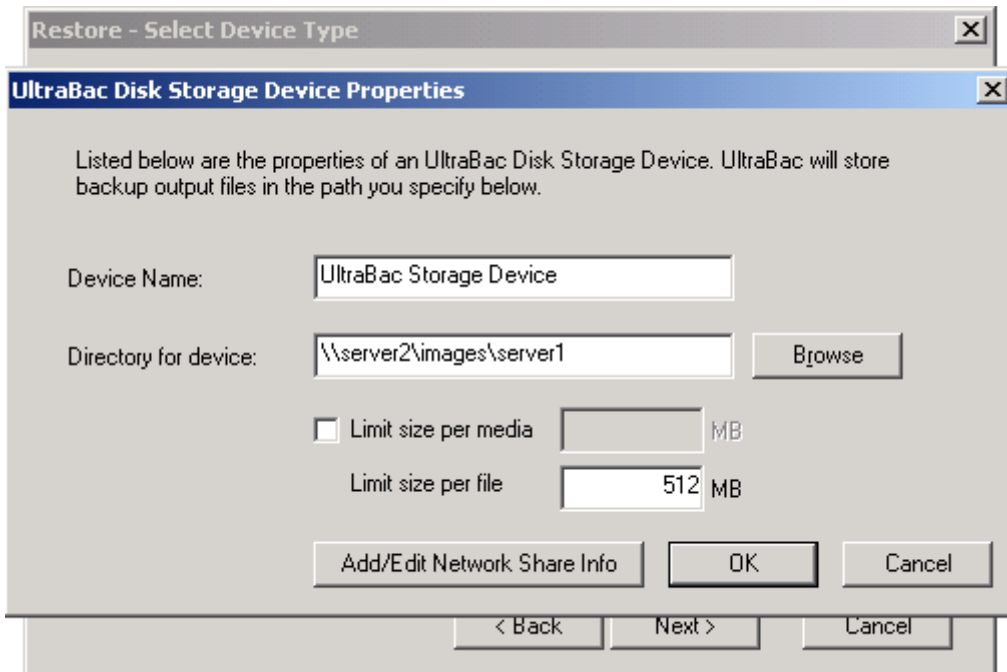 Restore - Select Device Type
UltraBac Disk Storage Device Properties
Listed below are the properties of an UltraBac Disk Storage Device. UltraBac will store
backup output files in the path you specify below.
Device Name: UltraBac Storage Device
Directory for device: \\server2\images\server1 Browse
Limit size per media MB
Limit size per file 512 MB
Add/Edit Network Share Info OK Cancel
< Back Next > Cancel